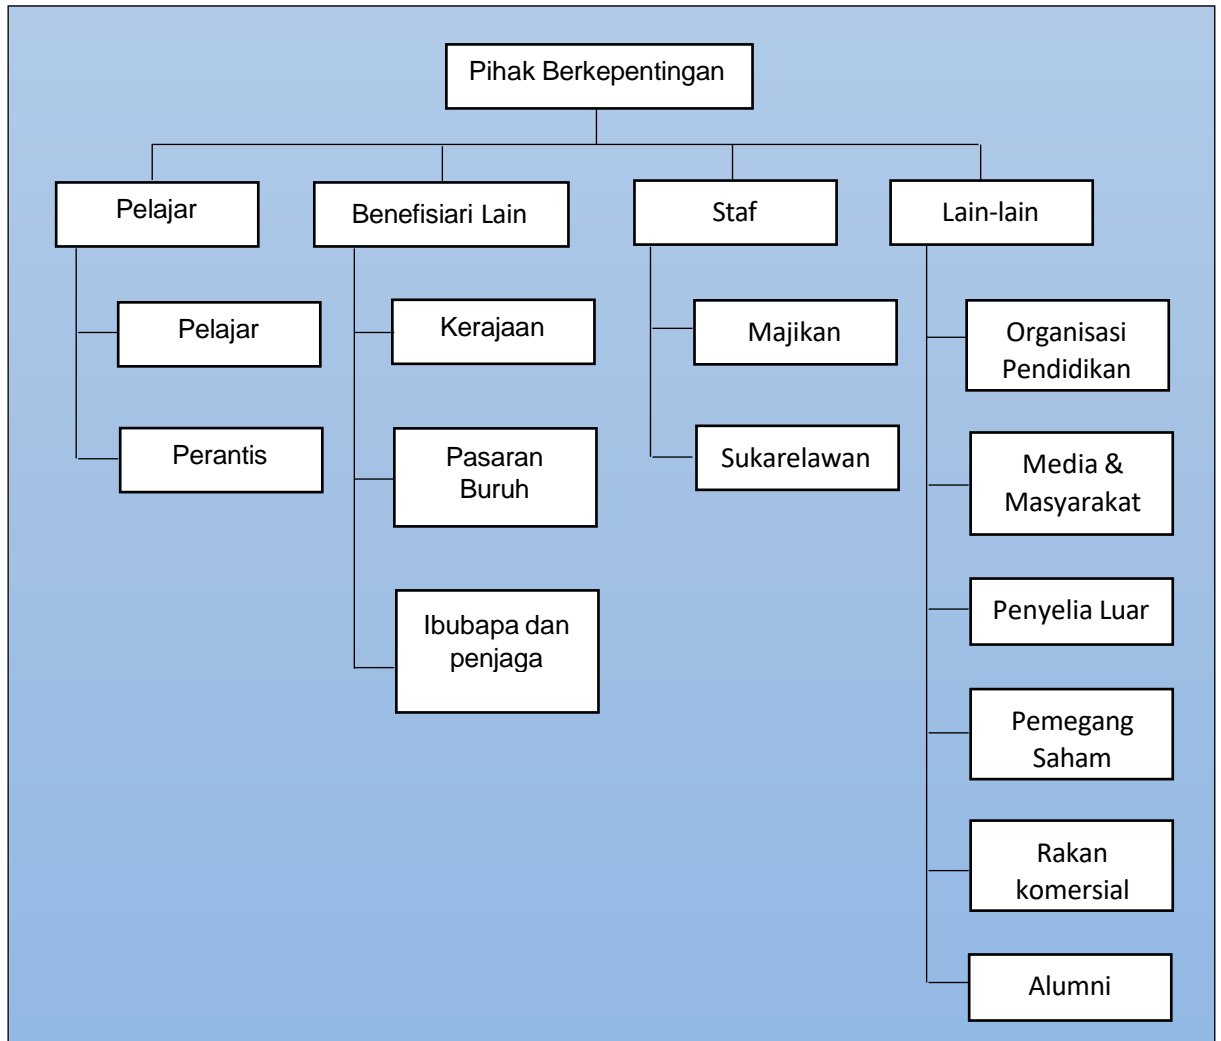 Pihak Berkepentingan
Pelajar
Benefisiari Lain
Staf
Lain-lain
Pelajar
Perantis
Kerajaan
Pasaran
Buruh
Ibubapa dan
penjaga
Majikan
Sukarelawan
Organisasi
Pendidikan
Media &
Masyarakat
Penyelia Luar
Pemegang
Saham
Rakan
komersial
Alumni